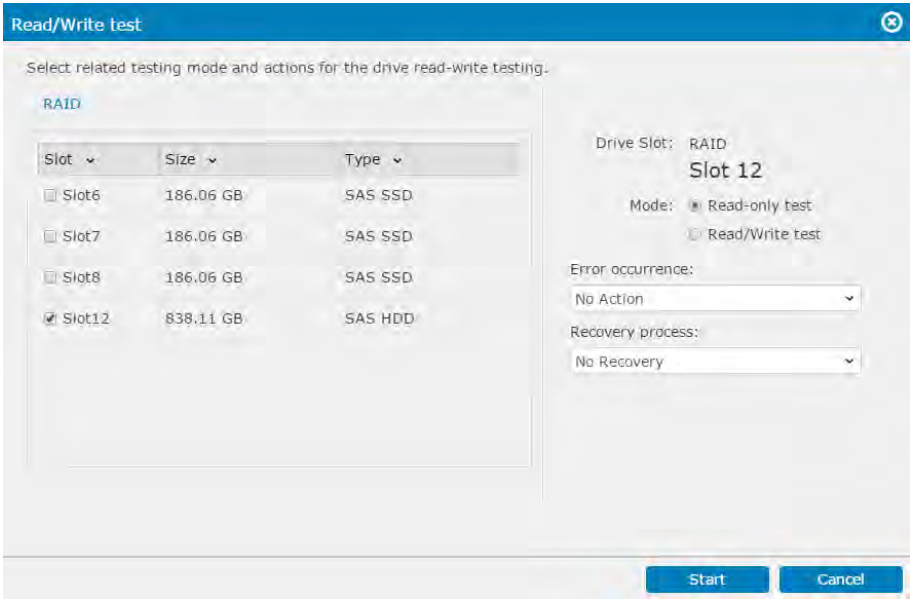 Read/Write test
Select related testing mode and actions for the drive read-write testing.
RAID
Slot Size Type
Slot6 186.06 GB SAS SSD
Slot7 186.06 GB SAS SSD
Slot8 186.06 GB SAS SSD
Slot12 838.11 GB SAS HDD
Drive Slot: RAID
Slot 12
Mode: Read-only test
Read/Write test
Error occurrence:
No Action
Recovery process:
No Recovery
Start Cancel